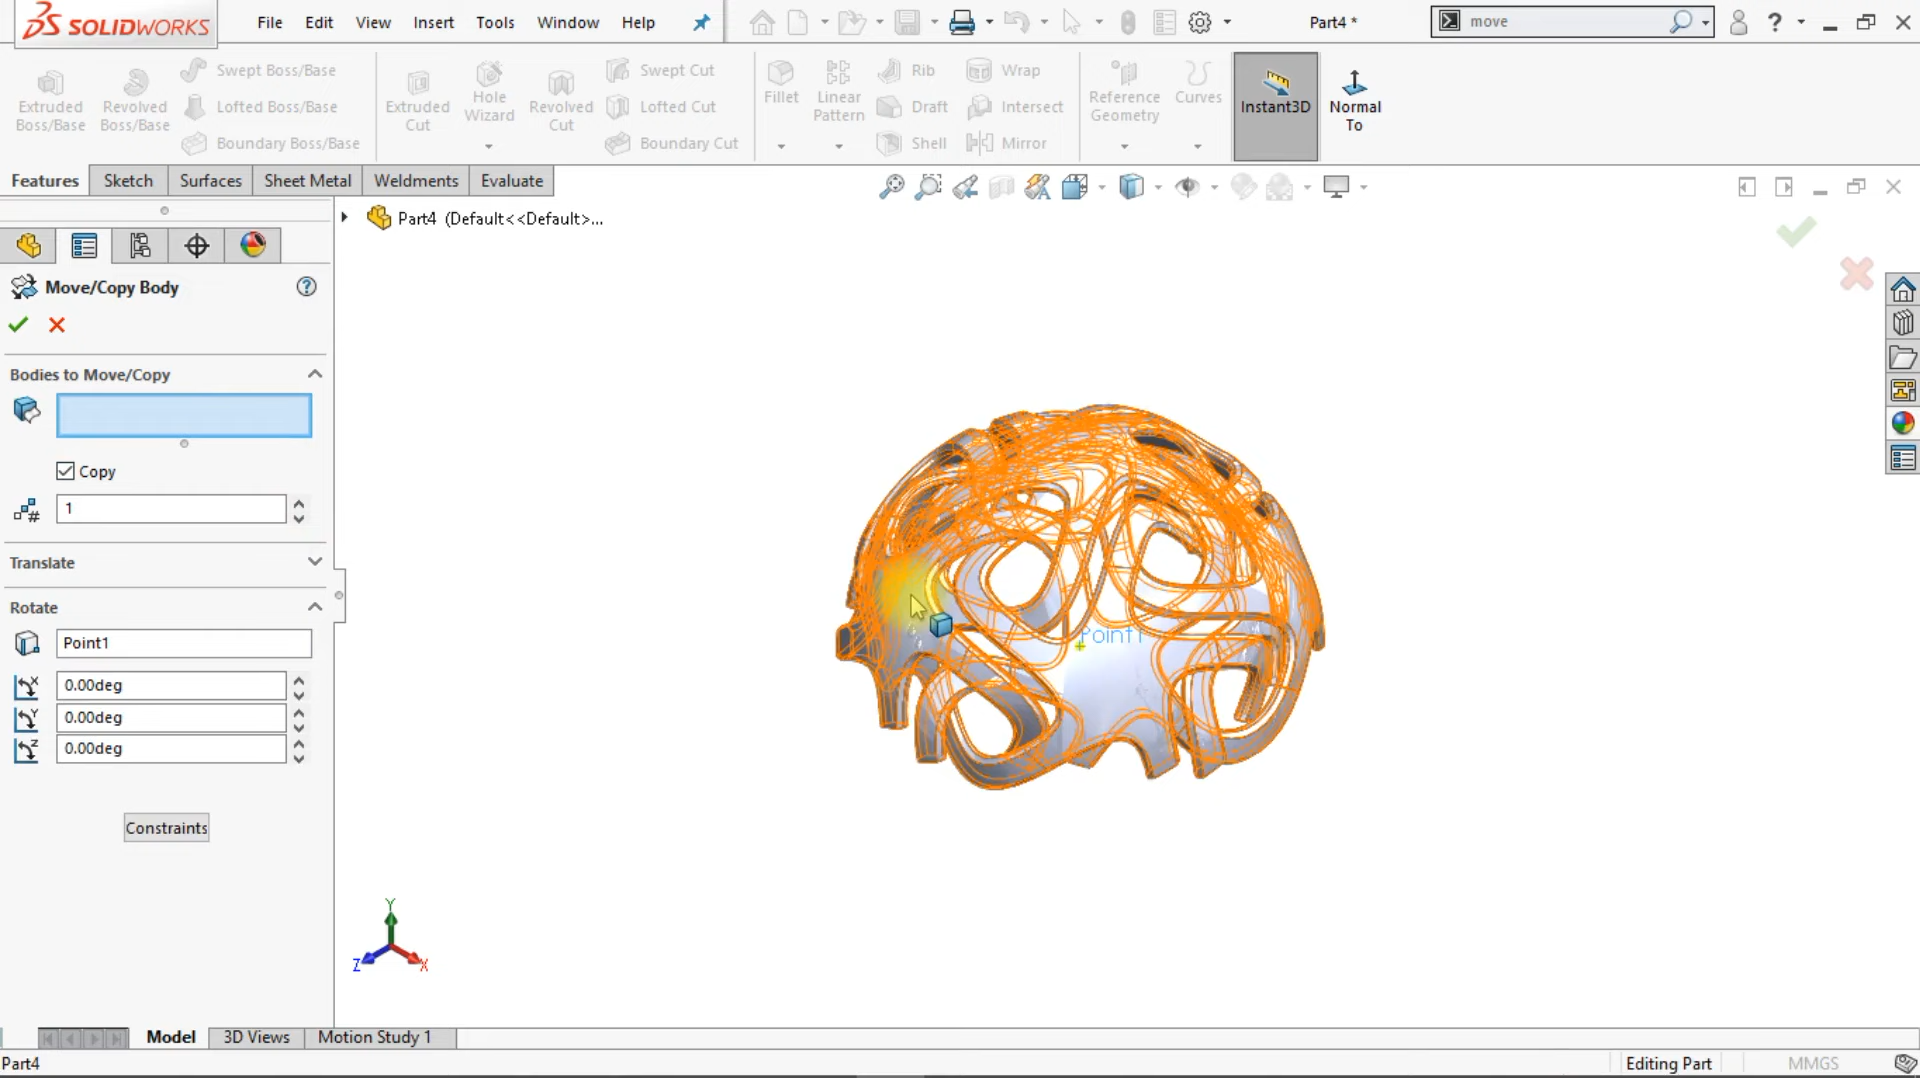 SOLIDWORKS
File Edit View Insert Tools Window Help
Part4 *
move
?
Extruded Boss/Base
Revolved Boss/Base
Swept Boss/Base
Lofted Boss/Base
Boundary Boss/Base
Extruded Cut
Hole Wizard
Revolved Cut
Swept Cut
Lofted Cut
Boundary Cut
Fillet
Linear Pattern
Rib
Draft
Shell
Wrap
Intersect
Mirror
Reference Geometry
Curves
Instant3D
Normal To
Features Sketch Surfaces Sheet Metal Weldments Evaluate
Part4 (Default<<Default>...
Move/Copy Body
?
Bodies to Move/Copy
Copy
# 1
Translate
Rotate
Point1
X 0.00deg
Y 0.00deg
Z 0.00deg
Constraints
Point1
Y
Z
X
Model 3D Views Motion Study 1
Part4
Editing Part
MMGS